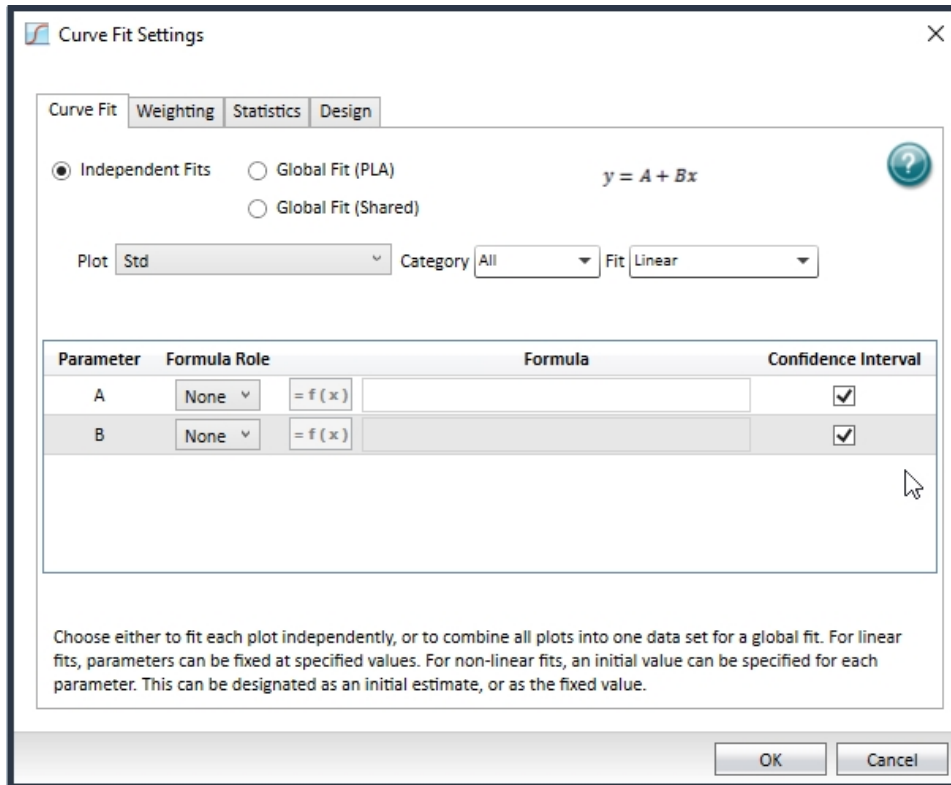 Curve Fit Settings
Curve Fit Weighting Statistics Design
Independent Fits Global Fit (PLA) y = A + Bx ?
Global Fit (Shared)
Plot Std Category All Fit Linear
Parameter Formula Role Formula Confidence Interval
A None = f ( x )
B None = f ( x )
Choose either to fit each plot independently, or to combine all plots into one data set for a global fit. For linear
fits, parameters can be fixed at specified values. For non-linear fits, an initial value can be specified for each
parameter. This can be designated as an initial estimate, or as the fixed value.
OK Cancel